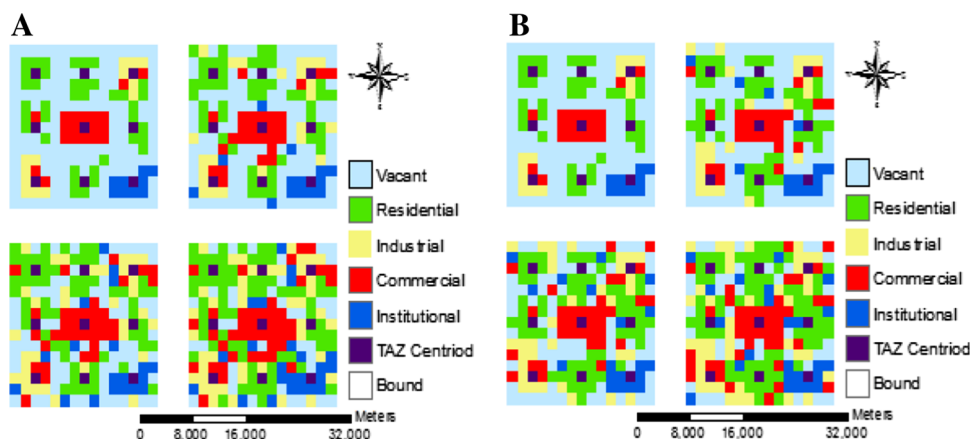 A
Vacant
Residential
Industrial
Commercial
Institutional
TAZ Centriod
Bound
Meters
0 8,000 16,000 32,000
B
Vacant
Residential
Industrial
Commercial
Institutional
TAZ Centriod
Bound
Meters
0 8,000 16,000 32,000